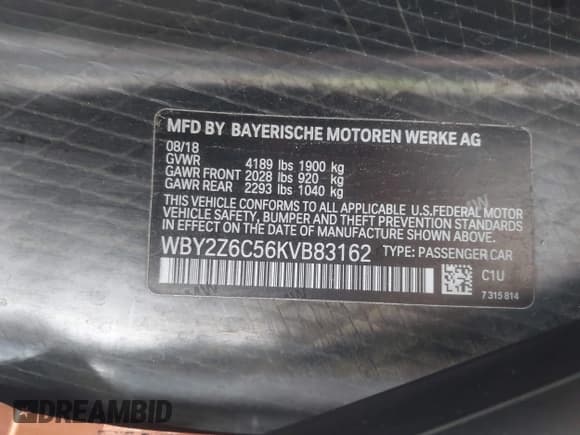 MFD BY BAYERISCHE MOTOREN WERKE AG
08/18
GVWR 4189 lbs 1900 kg
GAWR FRONT 2028 lbs 920 kg
GAWR REAR 2293 lbs 1040 kg
THIS VEHICLE CONFORMS TO ALL APPLICABLE U.S.FEDERAL MOTOR
VEHICLE SAFETY, BUMPER AND THEFT PREVENTION STANDARDS
IN EFFECT ON THE DATE OF MANUFACTURE SHOWN ABOVE.
WBY2Z6C56KVB83162 TYPE: PASSENGER CAR
C1U
7315814
DREAMBID